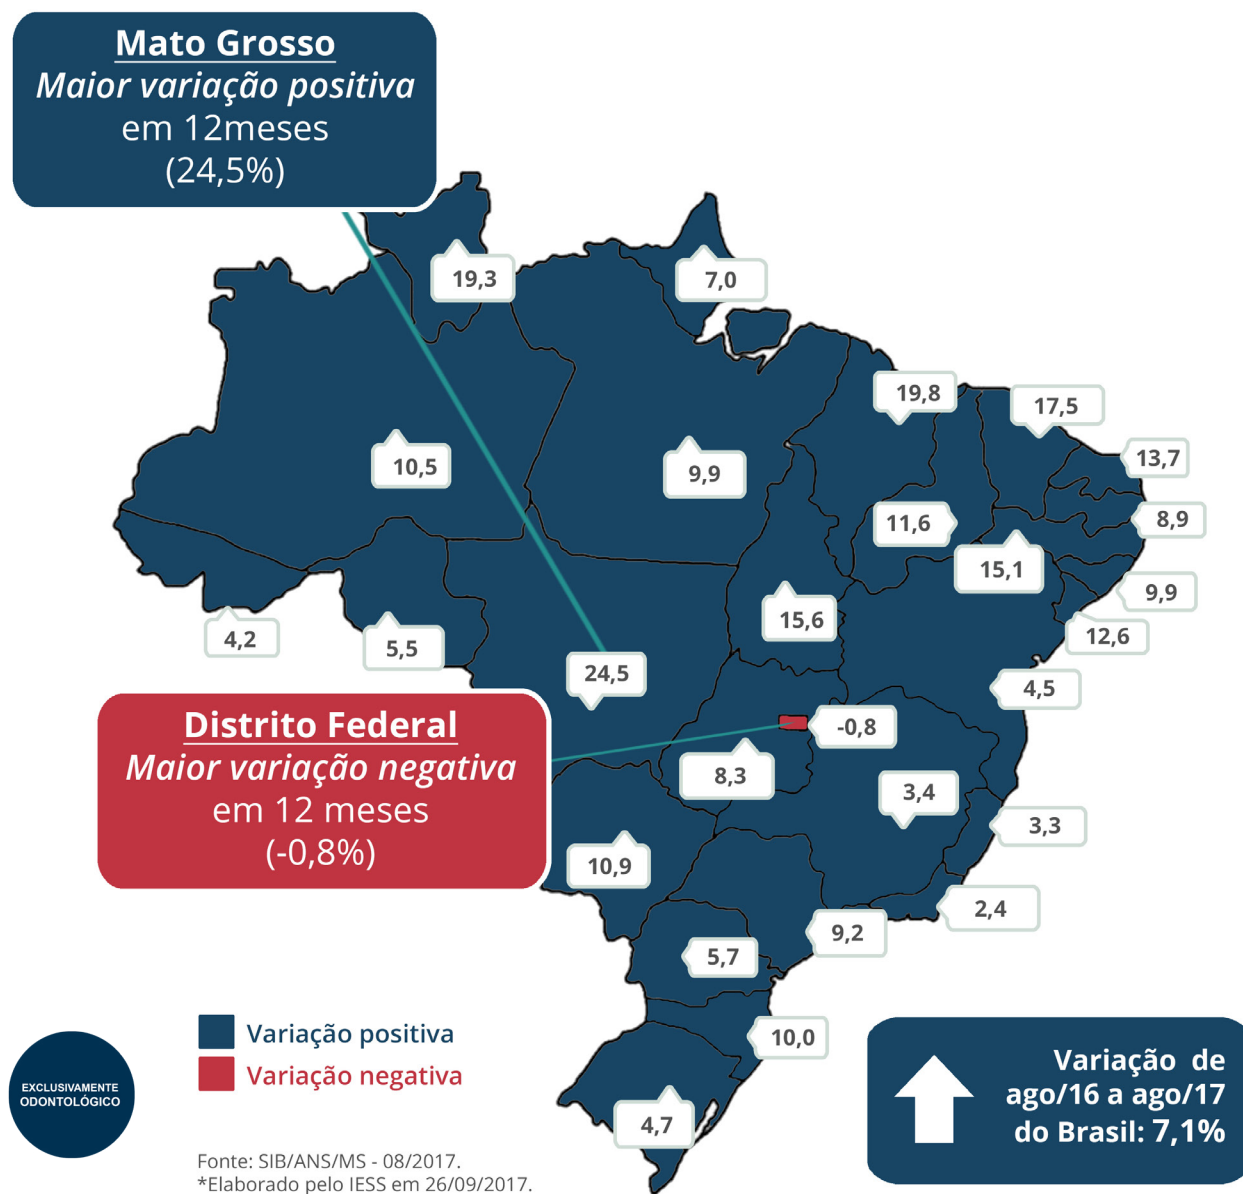 Mato Grosso
Maior variação positiva
em 12meses
(24,5%)
19,3
7,0
19,8
17,5
10,5
9,9
13,7
11,6
8,9
15,1
9,9
15,6
4,2
5,5
12,6
24,5
4,5
Distrito Federal
Maior variação negativa
em 12 meses
(-0,8%)
-0,8
8,3
3,4
3,3
10,9
2,4
9,2
5,7
10,0
4,7
Variação positiva
Variação negativa
EXCLUSIVAMENTE
ODONTOLÓGICO
Variação de
ago/16 a ago/17
do Brasil: 7,1%
Fonte: SIB/ANS/MS - 08/2017.
*Elaborado pelo IESS em 26/09/2017.